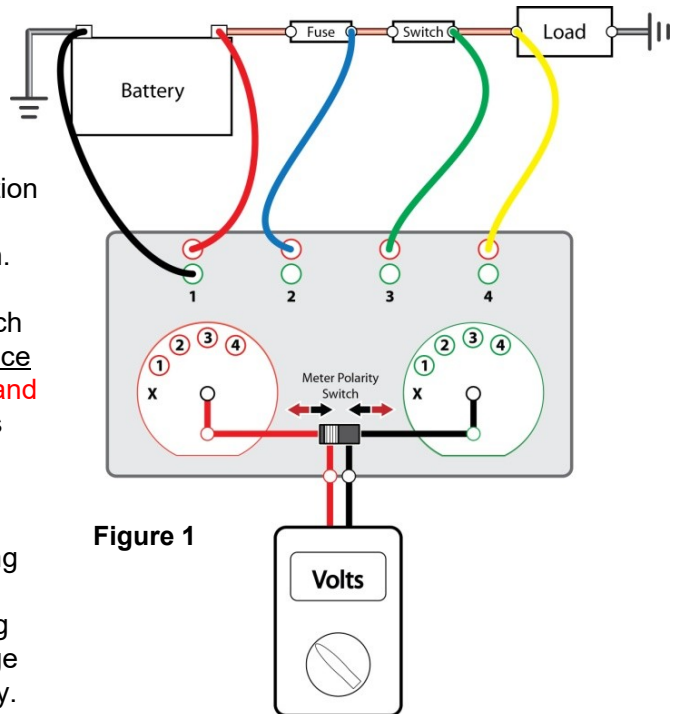 Fuse
Switch
Load
Battery
1
2
3
4
1
2
3
4
X
Meter Polarity
Switch
1
2
3
4
X
Figure 1
Volts
and